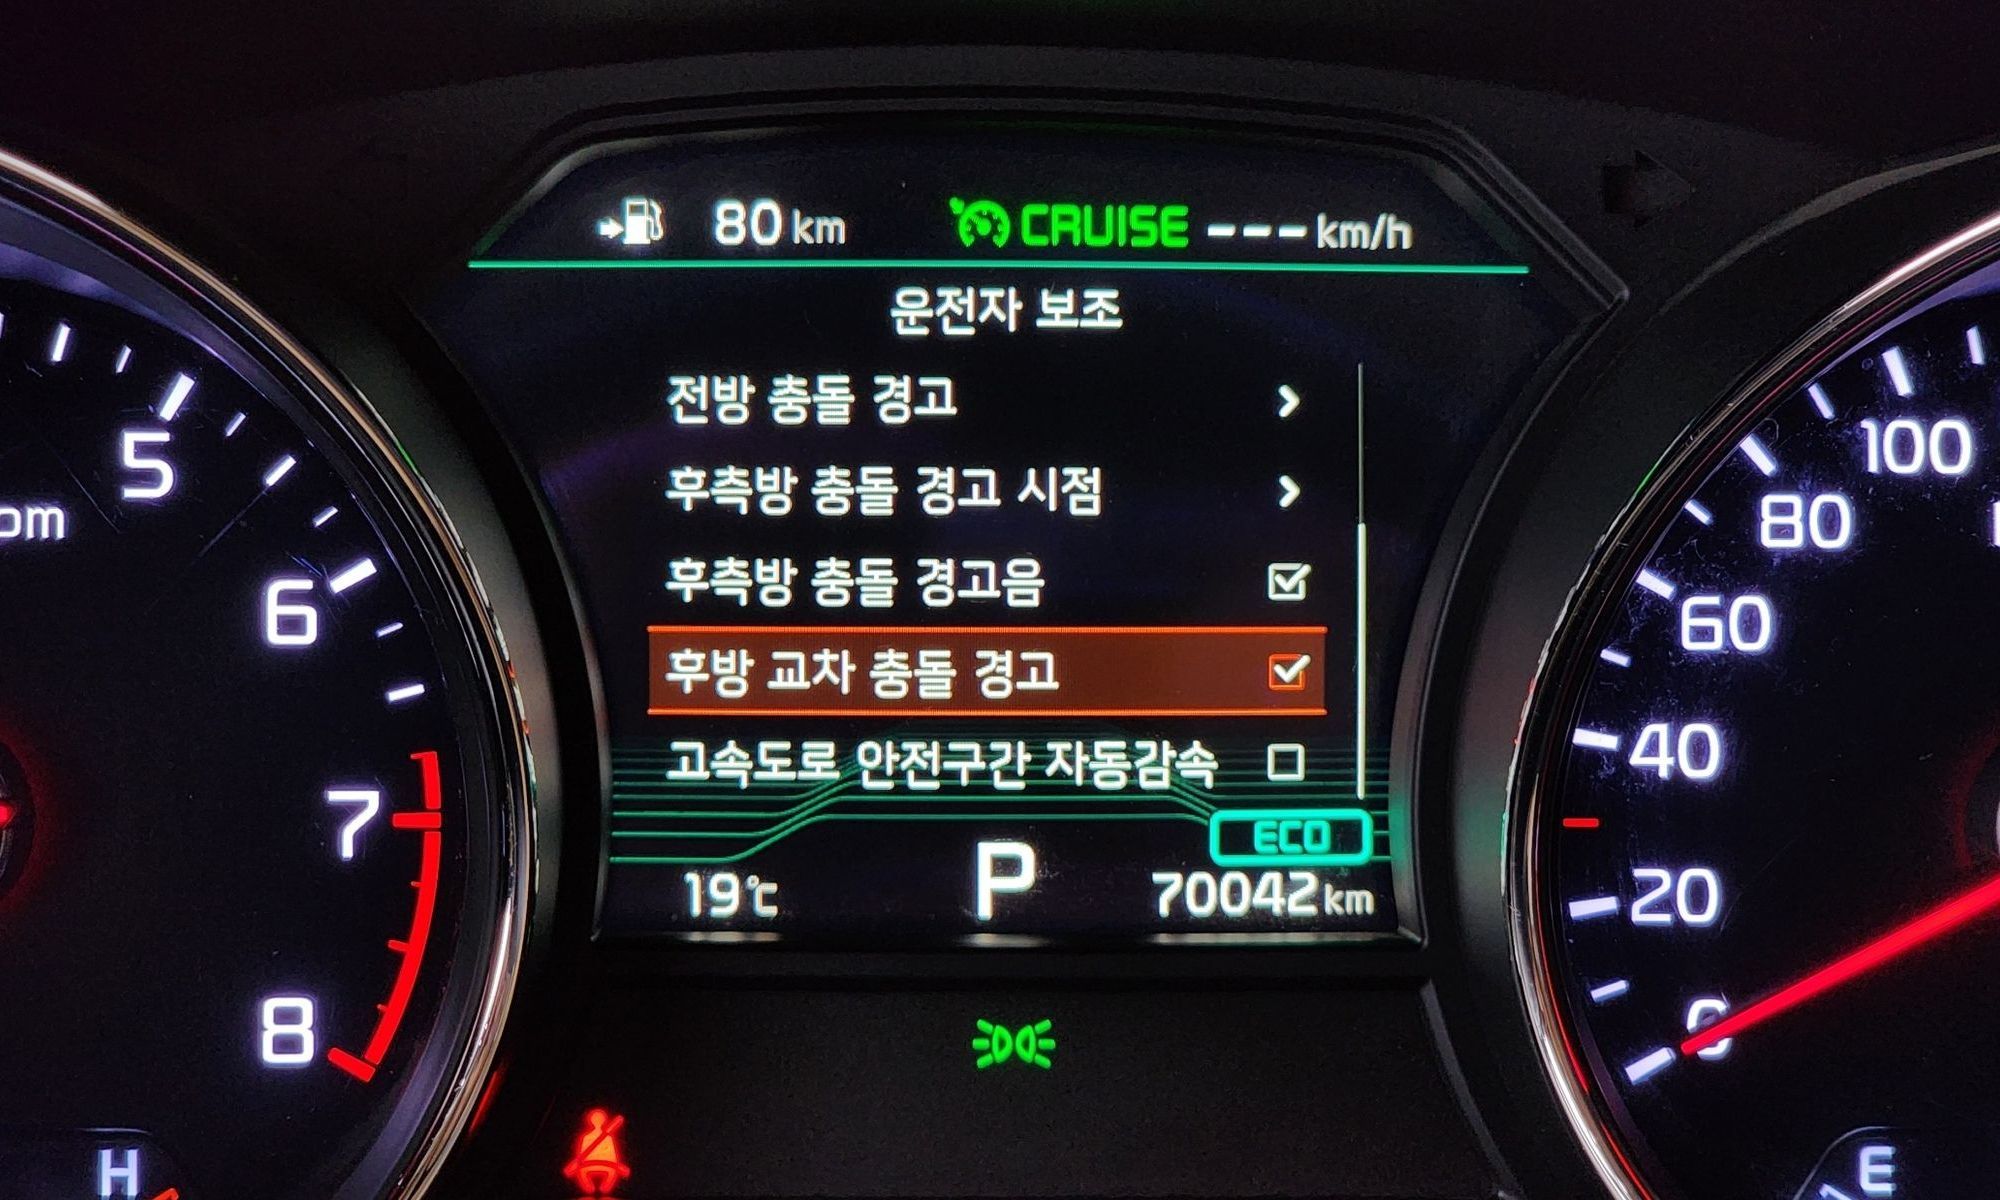 80 km CRUISE ---km/h
운전자 보조
전방 충돌 경고
후측방 충돌 경고 시점
후측방 충돌 경고음
후방 교차 충돌 경고
고속도로 안전구간 자동감속
ECO
19℃ P 70042 km
5
6
7
8
H
100
80
60
40
20
0
E